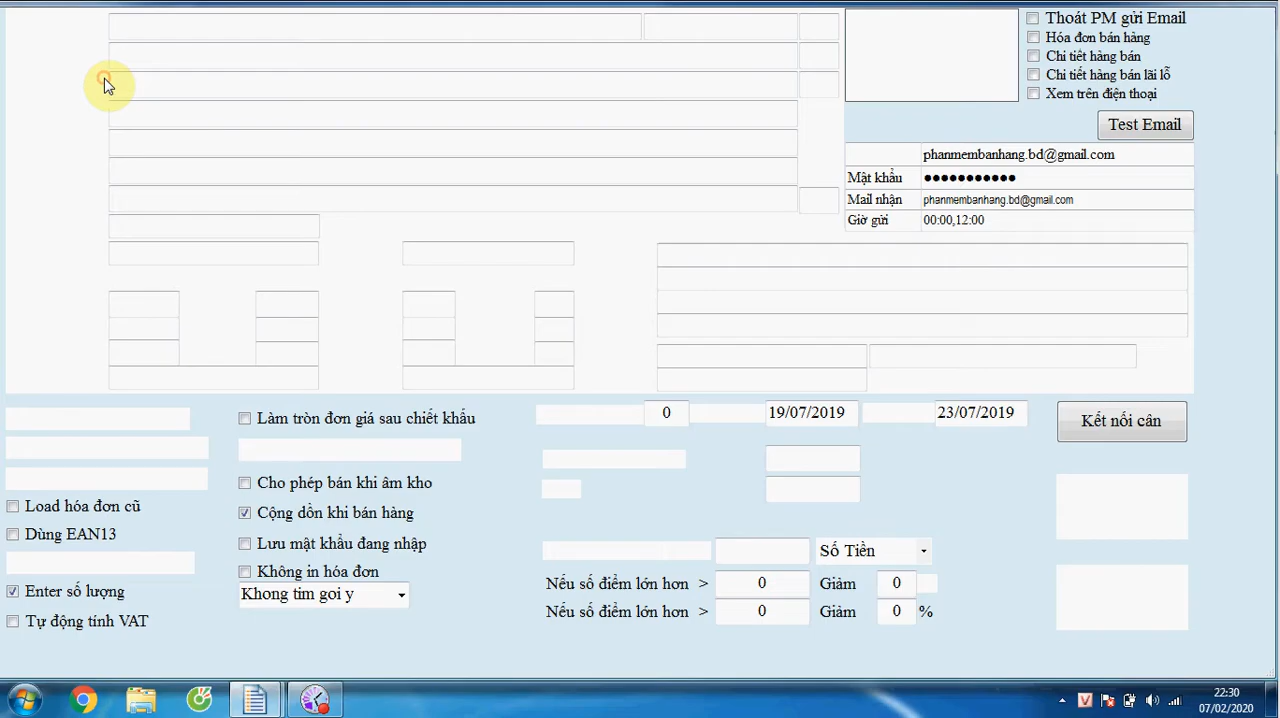 Thoát PM gửi Email
Hóa đơn bán hàng
Chi tiết hàng bán
Chi tiết hàng bán lãi lỗ
Xem trên điện thoại
Test Email
phanmembanhang.bd@gmail.com
Mật khẩu ●●●●●●●●●●●
Mail nhận phanmembanhang.bd@gmail.com
Giờ gửi 00:00,12:00
Làm tròn đơn giá sau chiết khấu
0 19/07/2019 23/07/2019
Kết nối cân
Cho phép bán khi âm kho
Load hóa đơn cũ
Cộng dồn khi bán hàng
Dùng EAN13
Lưu mật khẩu đang nhập
Số Tiền
Không in hóa đơn
Enter số lượng
Khong tim goi y
Nếu số điểm lớn hơn > 0 Giảm 0
Nếu số điểm lớn hơn > 0 Giảm 0 %
Tự động tính VAT
22:30
07/02/2020